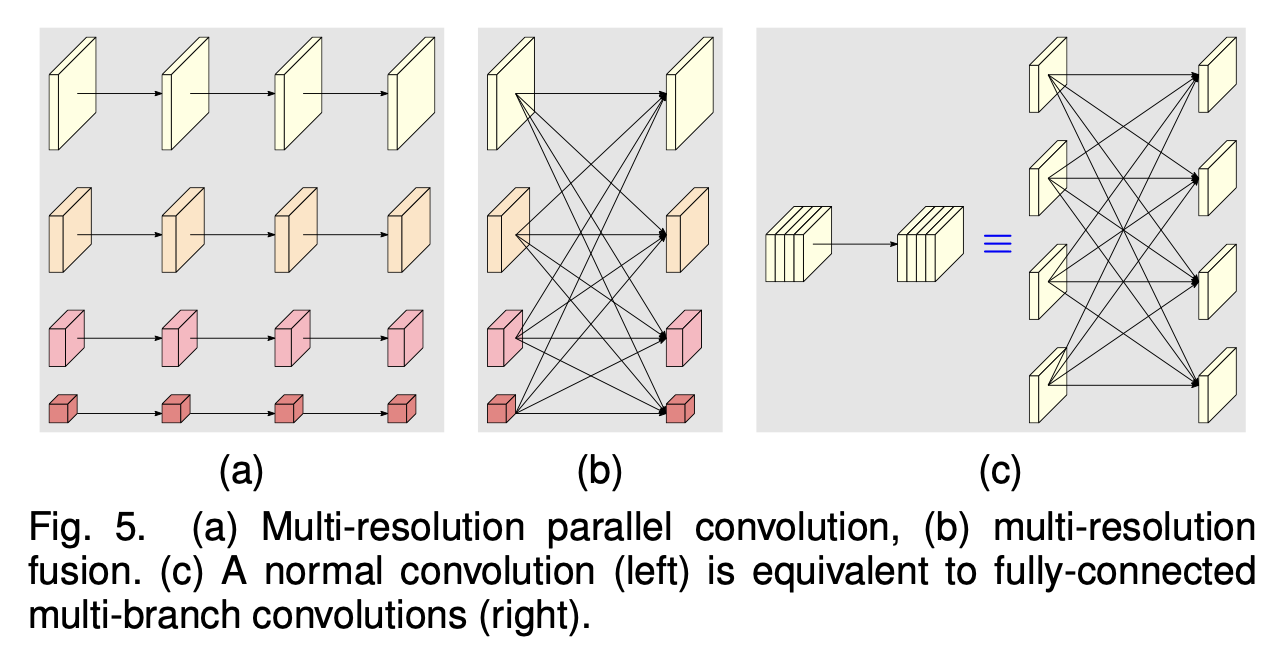 (a) (b) (c)
Fig. 5. (a) Multi-resolution parallel convolution, (b) multi-resolution
fusion. (c) A normal convolution (left) is equivalent to fully-connected
multi-branch convolutions (right).